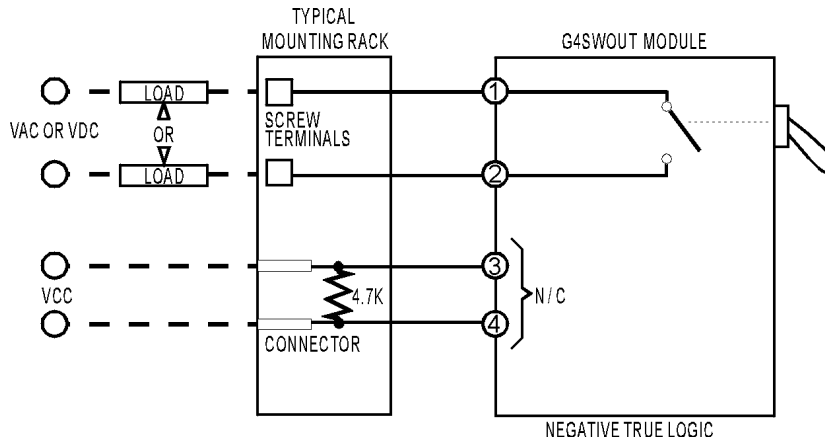 TYPICAL
MOUNTING RACK
G4SWOUT MODULE
LOAD
1
VAC OR VDC
OR
SCREW
TERMINALS
LOAD
2
3
VCC
4.7K
N / C
4
CONNECTOR
NEGATIVE TRUE LOGIC